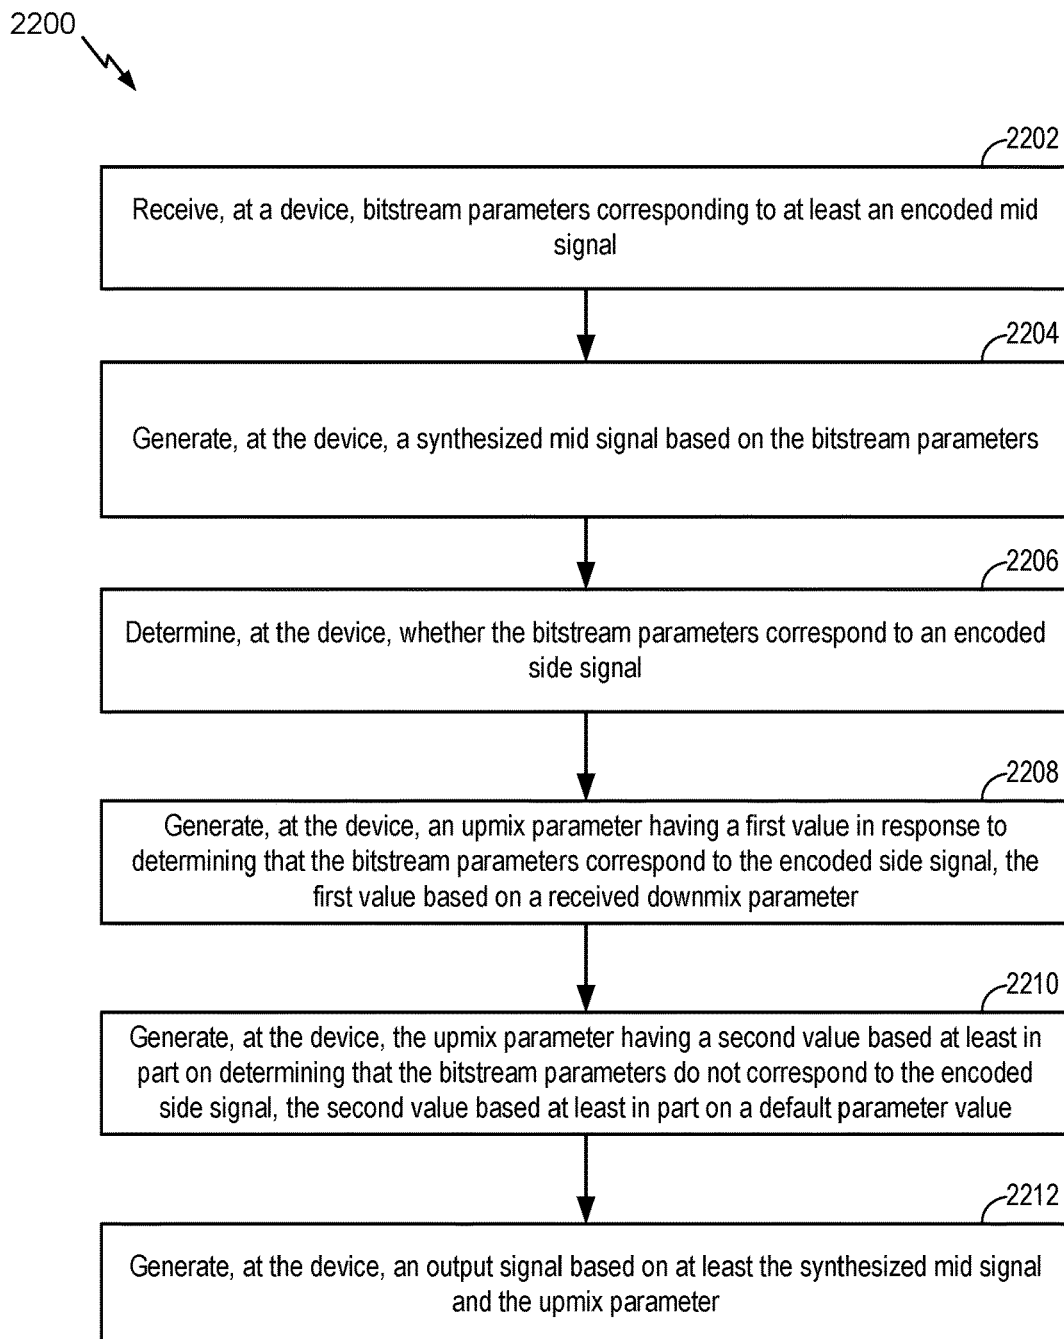 2200
2202
Receive, at a device, bitstream parameters corresponding to at least an encoded mid
signal
2204
Generate, at the device, a synthesized mid signal based on the bitstream parameters
2206
Determine, at the device, whether the bitstream parameters correspond to an encoded
side signal
2208
Generate, at the device, an upmix parameter having a first value in response to
determining that the bitstream parameters correspond to the encoded side signal, the
first value based on a received downmix parameter
2210
Generate, at the device, the upmix parameter having a second value based at least in
part on determining that the bitstream parameters do not correspond to the encoded
side signal, the second value based at least in part on a default parameter value
2212
Generate, at the device, an output signal based on at least the synthesized mid signal
and the upmix parameter